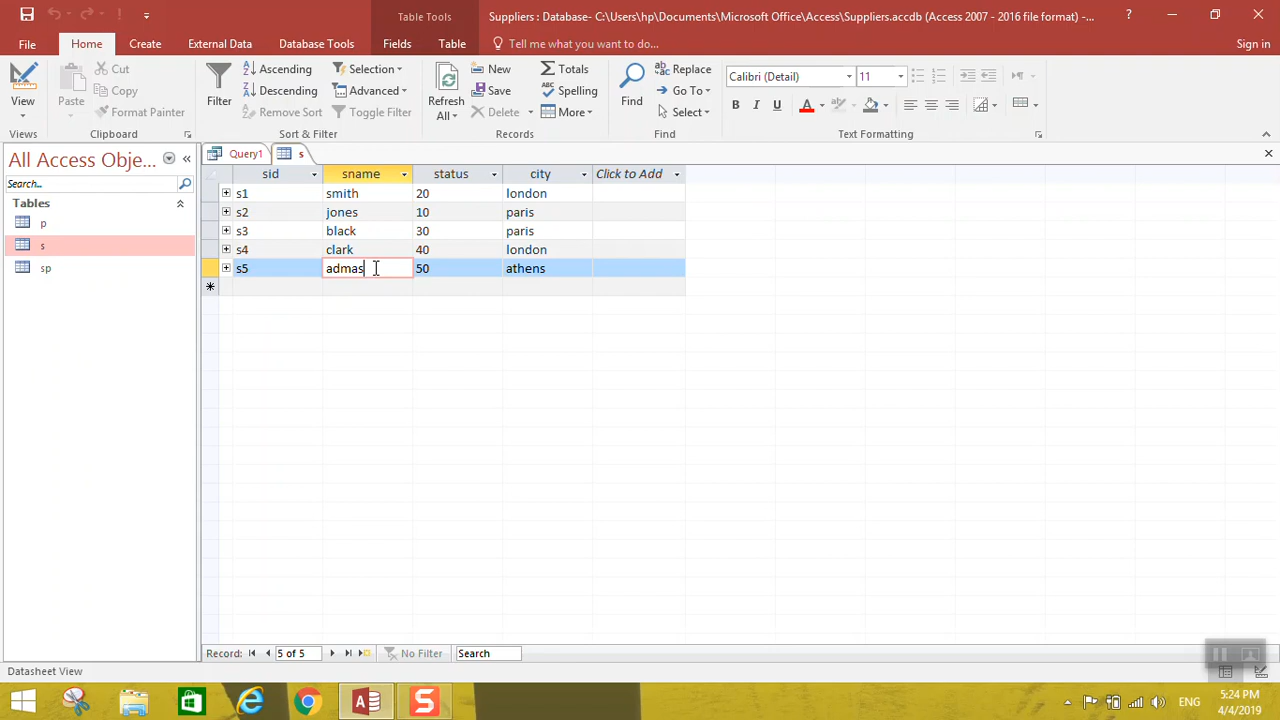 Table Tools
Suppliers : Database- C:\Users\hp\Documents\Microsoft Office\Access\Suppliers.accdb (Access 2007 - 2016 file format) -...
?
File Home Create External Data Database Tools Fields Table Tell me what you want to do... Sign in
View
Views
Paste
Cut
Copy
Format Painter
Clipboard
Filter
Ascending
Descending
Remove Sort
Selection
Advanced
Toggle Filter
Sort & Filter
Refresh
All
New
Save
Delete
Totals
Spelling
More
Records
Find
Replace
Go To
Select
Find
Calibri (Detail) 11
B I U A
Text Formatting
All Access Obje...
Search...
Tables
p
s
sp
Query1 s
sid sname status city Click to Add
s1 smith 20 london
s2 jones 10 paris
s3 black 30 paris
s4 clark 40 london
s5 admas 50 athens
Record: 5 of 5 No Filter Search
Datasheet View
ENG
5:24 PM
4/4/2019